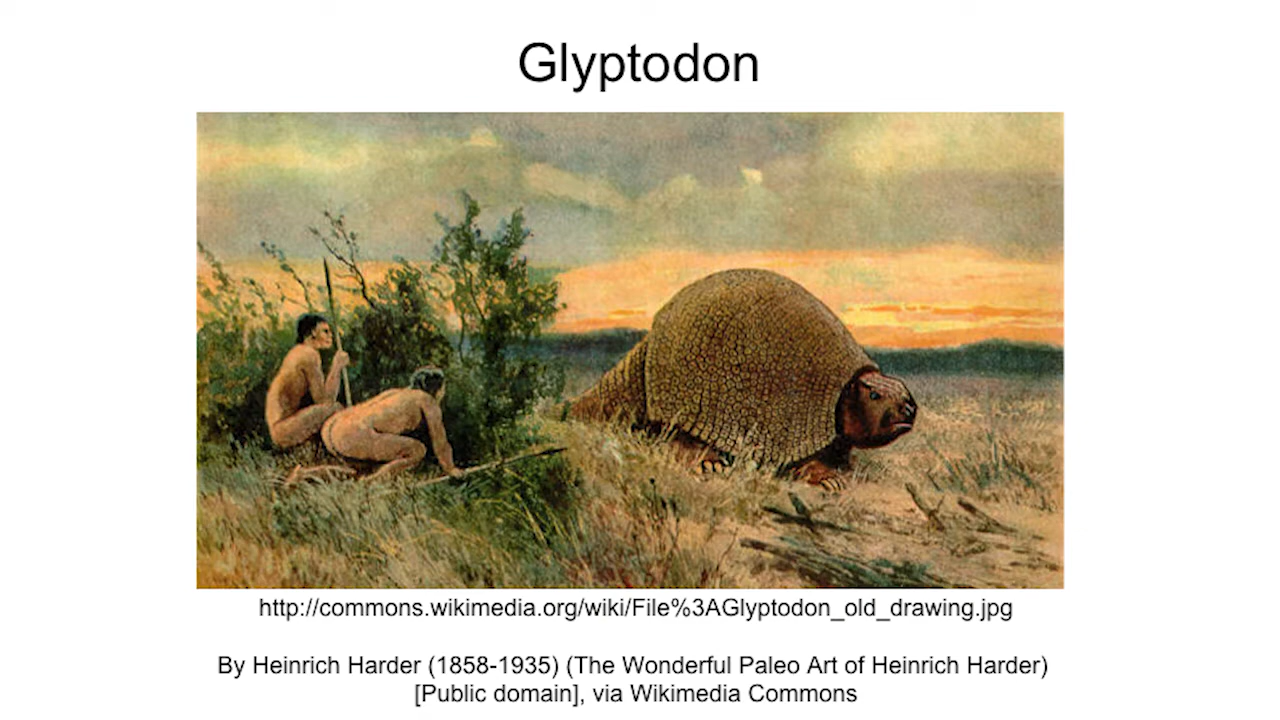 Glyptodon
http://commons.wikimedia.org/wiki/File%3AGlyptodon_old_drawing.jpg
By Heinrich Harder (1858-1935) (The Wonderful Paleo Art of Heinrich Harder)
[Public domain], via Wikimedia Commons